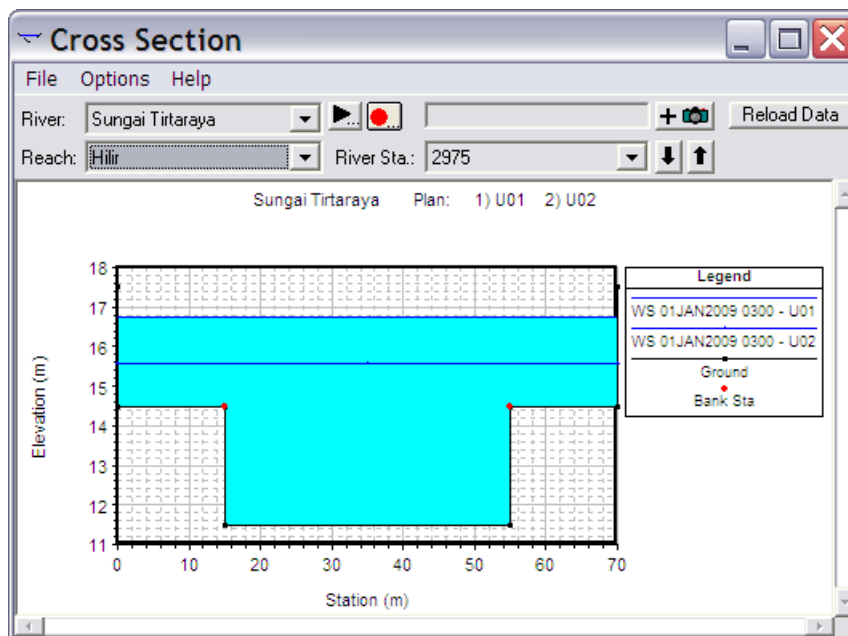 Cross Section
File Options Help
River: Sungai Tirtaraya ... ... + Reload Data
Reach: Hilir River Sta.: 2975
Sungai Tirtaraya Plan: 1) U01 2) U02
Legend
WS 01JAN2009 0300 - U01
WS 01JAN2009 0300 - U02
Ground
Bank Sta
Elevation (m)
18
17
16
15
14
13
12
11
0 10 20 30 40 50 60 70
Station (m)